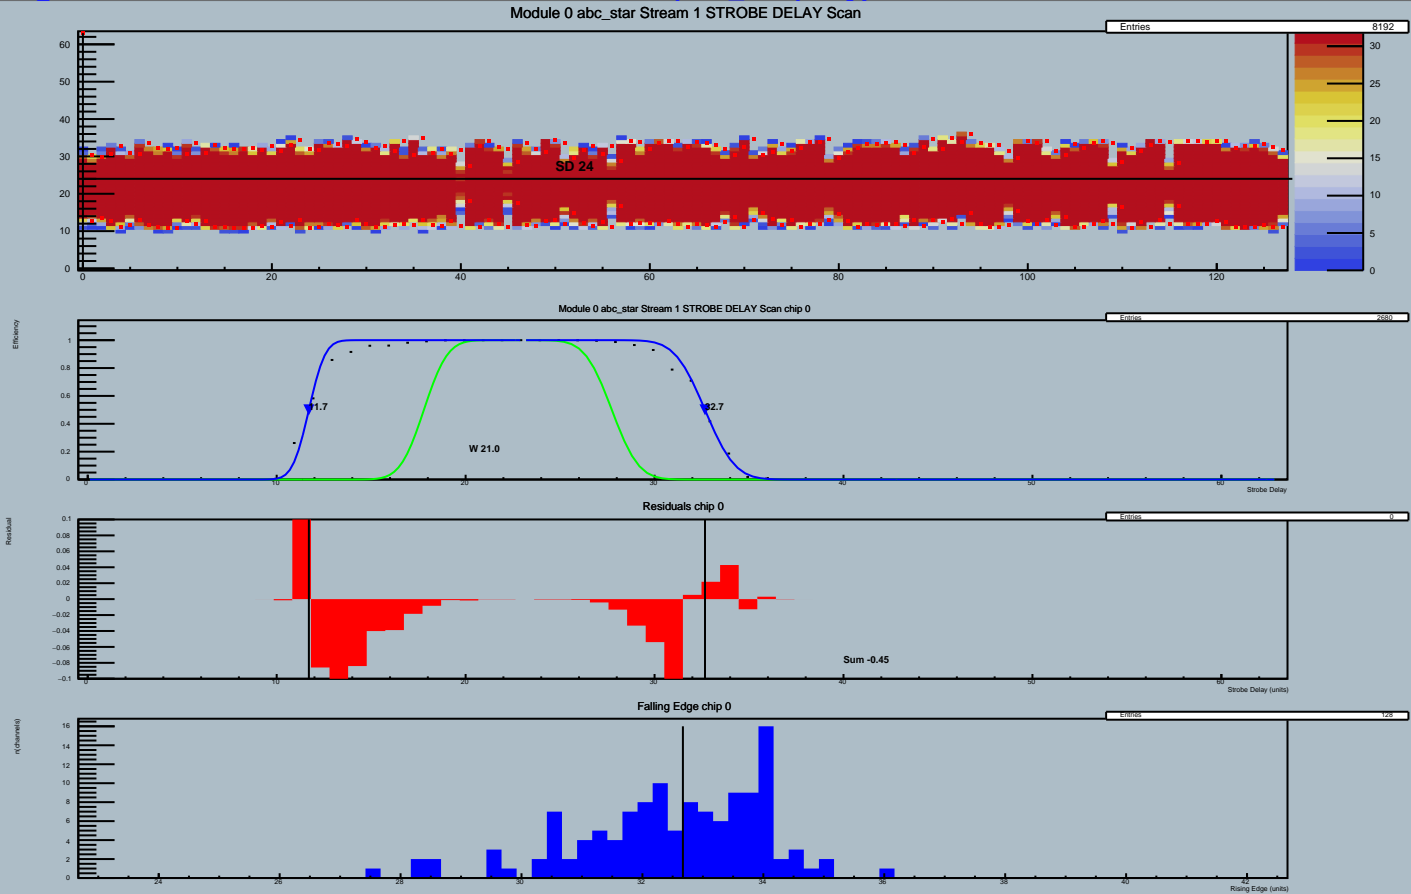 Module 0 abc_star Stream 1 STROBE DELAY Scan
Entries 8192
60
50
40
30
20
10
0
SD 24
0 20 40 60 80 100 120
30
25
20
15
10
5
0
Module 0 abc_star Stream 1 STROBE DELAY Scan chip 0
Entries 2680
Efficiency
1
0.8
0.6
0.4
0.2
0
11.7
32.7
W 21.0
0 10 20 30 40 50 60
Strobe Delay
Residuals chip 0
Entries 0
Residual
0.1
0.08
0.06
0.04
0.02
0
−0.02
−0.04
−0.06
−0.08
−0.1
Sum -0.45
0 10 20 30 40 50 60
Strobe Delay (units)
Falling Edge chip 0
Entries 128
n(channels)
16
14
12
10
8
6
4
2
0
24 26 28 30 32 34 36 38 40 42
Rising Edge (units)